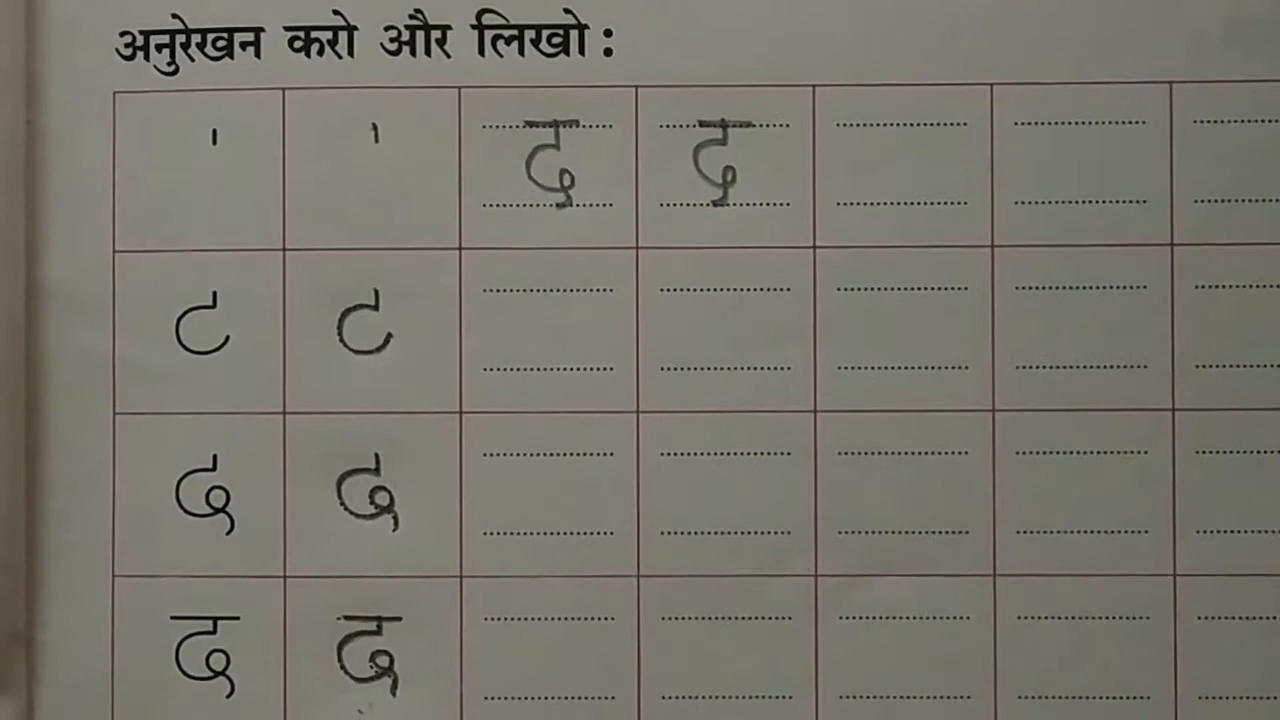 अनुरेखन करो और लिखो :
। । द द
ट ट
द द
द द